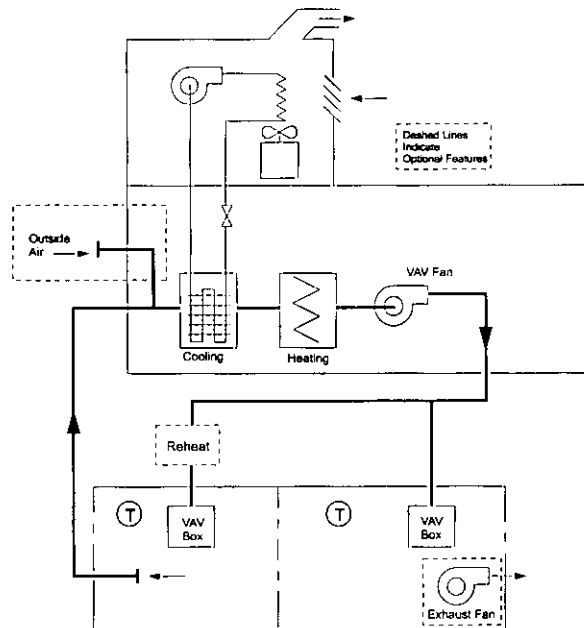 Dashed Lines
Indicate
Optional Features
Outside
Air
VAV Fan
Cooling
Heating
Reheat
T
VAV
Box
T
VAV
Box
Exhaust Fan